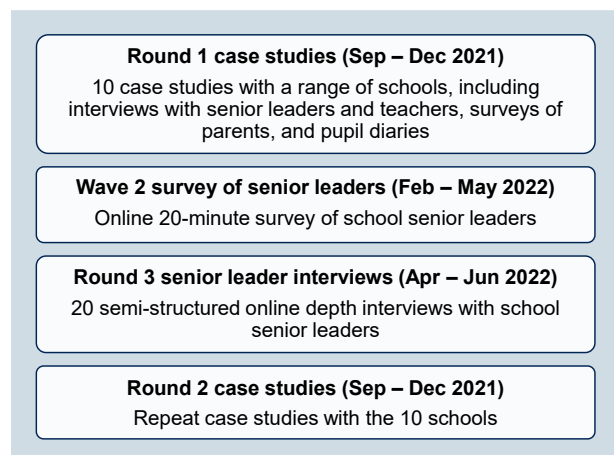 Round 1 case studies (Sep – Dec 2021)
10 case studies with a range of schools, including
interviews with senior leaders and teachers, surveys of
parents, and pupil diaries
Wave 2 survey of senior leaders (Feb – May 2022)
Online 20-minute survey of school senior leaders
Round 3 senior leader interviews (Apr – Jun 2022)
20 semi-structured online depth interviews with school
senior leaders
Round 2 case studies (Sep – Dec 2021)
Repeat case studies with the 10 schools